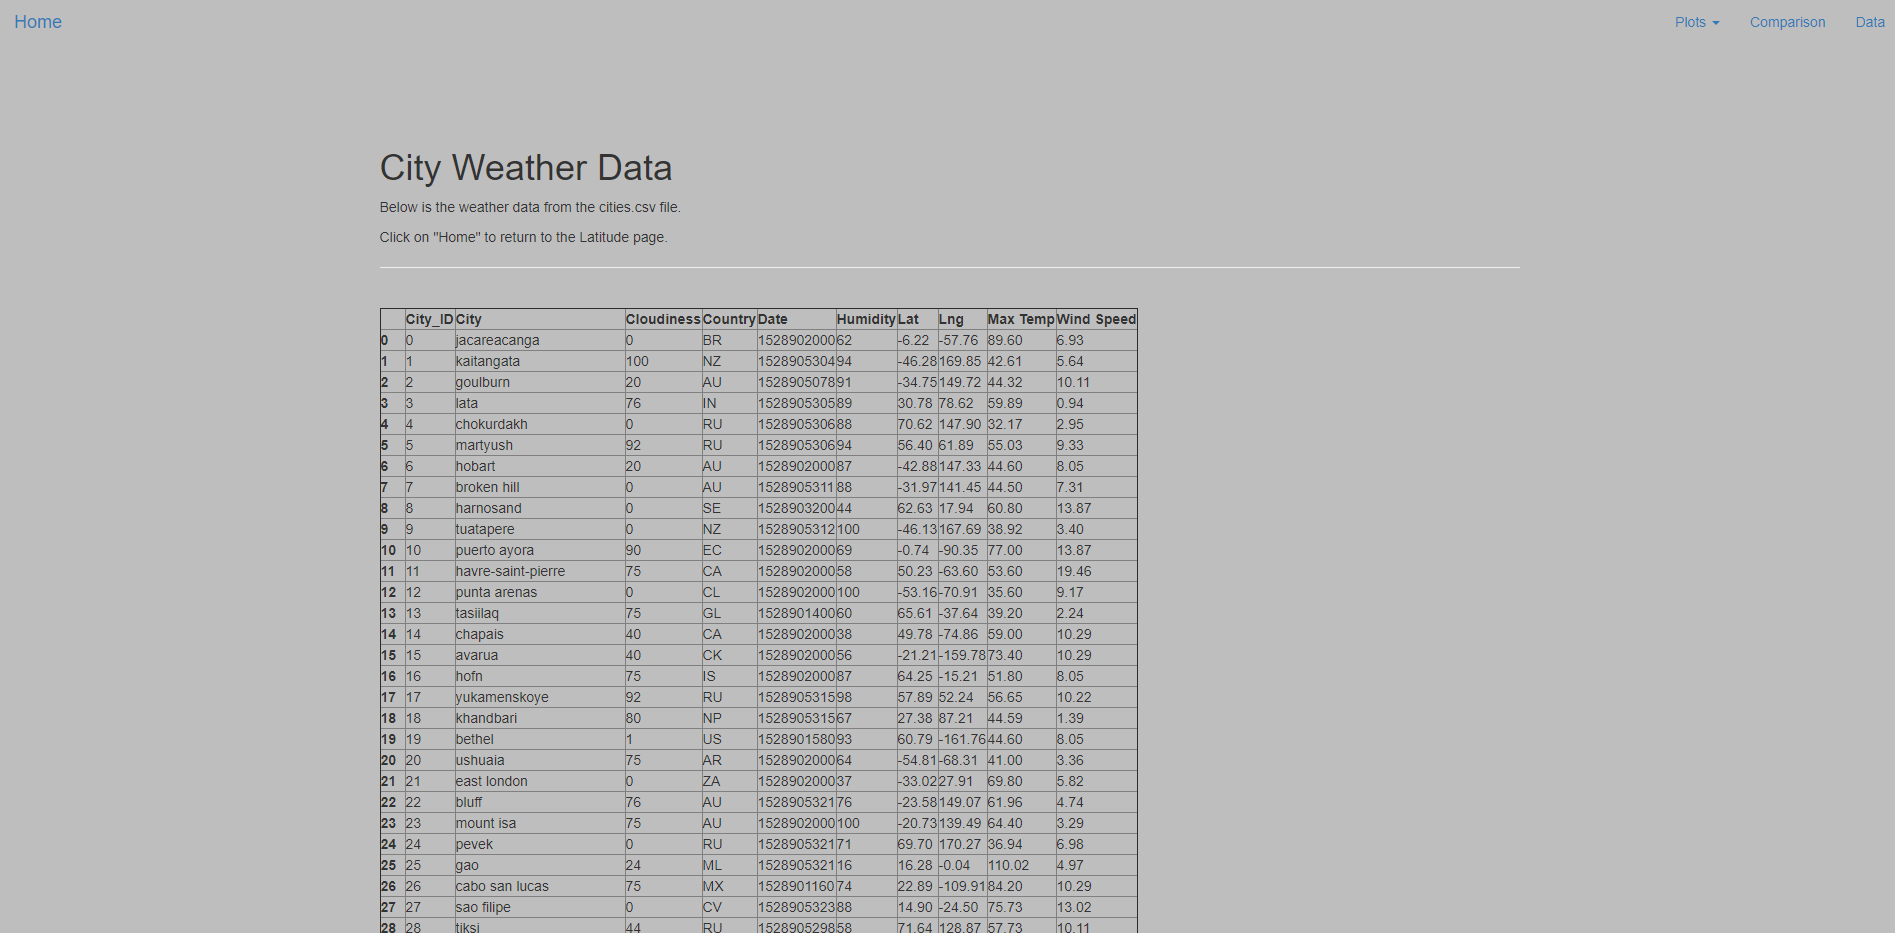 Home Plots Comparison Data
City Weather Data
Below is the weather data from the cities.csv file.
Click on "Home" to return to the Latitude page.
City_ID City Cloudiness Country Date Humidity Lat Lng Max Temp Wind Speed
0 0 jacareacanga 0 BR 1528902000 62 -6.22 -57.76 89.60 6.93
1 1 kaitangata 100 NZ 1528905304 94 -46.28 169.85 42.61 5.64
2 2 goulburn 20 AU 1528905078 91 -34.75 149.72 44.32 10.11
3 3 lata 76 IN 1528905305 89 30.78 78.62 59.89 0.94
4 4 chokurdakh 0 RU 1528905306 88 70.62 147.90 32.17 2.95
5 5 martyush 92 RU 1528905306 94 56.40 61.89 55.03 9.33
6 6 hobart 20 AU 1528902000 87 -42.88 147.33 44.60 8.05
7 7 broken hill 0 AU 1528905311 88 -31.97 141.45 44.50 7.31
8 8 harnosand 0 SE 1528903200 44 62.63 17.94 60.80 13.87
9 9 tuatapere 0 NZ 1528905312 100 -46.13 167.69 38.92 3.40
10 10 puerto ayora 90 EC 1528902000 69 -0.74 -90.35 77.00 13.87
11 11 havre-saint-pierre 75 CA 1528902000 58 50.23 -63.60 53.60 19.46
12 12 punta arenas 0 CL 1528902000 100 -53.16 -70.91 35.60 9.17
13 13 tasiilaq 75 GL 1528901400 60 65.61 -37.64 39.20 2.24
14 14 chapais 40 CA 1528902000 38 49.78 -74.86 59.00 10.29
15 15 avarua 40 CK 1528902000 56 -21.21 -159.78 73.40 10.29
16 16 hofn 75 IS 1528902000 87 64.25 -15.21 51.80 8.05
17 17 yukamenskoye 92 RU 1528905315 98 57.89 52.24 56.65 10.22
18 18 khandbari 80 NP 1528905315 67 27.38 87.21 44.59 1.39
19 19 bethel 1 US 1528901580 93 60.79 -161.76 44.60 8.05
20 20 ushuaia 75 AR 1528902000 64 -54.81 -68.31 41.00 3.36
21 21 east london 0 ZA 1528902000 37 -33.02 27.91 69.80 5.82
22 22 bluff 76 AU 1528905321 76 -23.58 149.07 61.96 4.74
23 23 mount isa 75 AU 1528902000 100 -20.73 139.49 64.40 3.29
24 24 pevek 0 RU 1528905321 71 69.70 170.27 36.94 6.98
25 25 gao 24 ML 1528905321 16 16.28 -0.04 110.02 4.97
26 26 cabo san lucas 75 MX 1528901160 74 22.89 -109.91 84.20 10.29
27 27 sao filipe 0 CV 1528905323 88 14.90 -24.50 75.73 13.02
28 28 tiksi 44 RU 1528905298 58 71.64 128.87 57.73 10.11